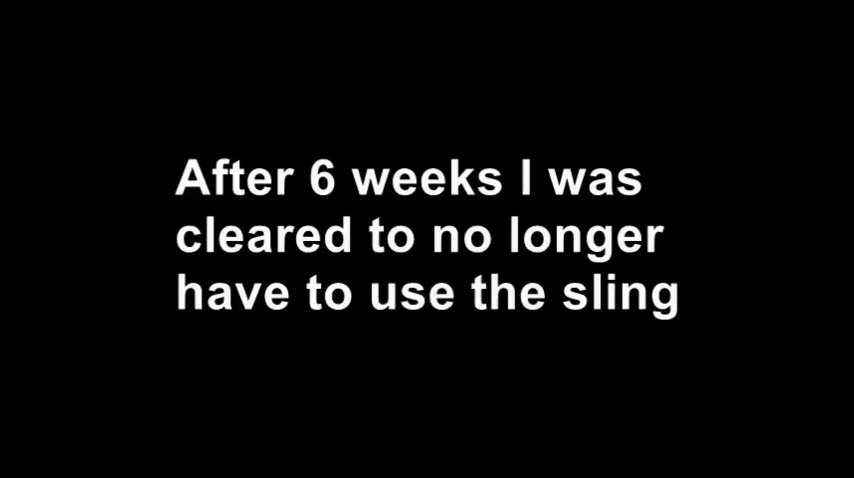 After 6 weeks I was
cleared to no longer
have to use the sling